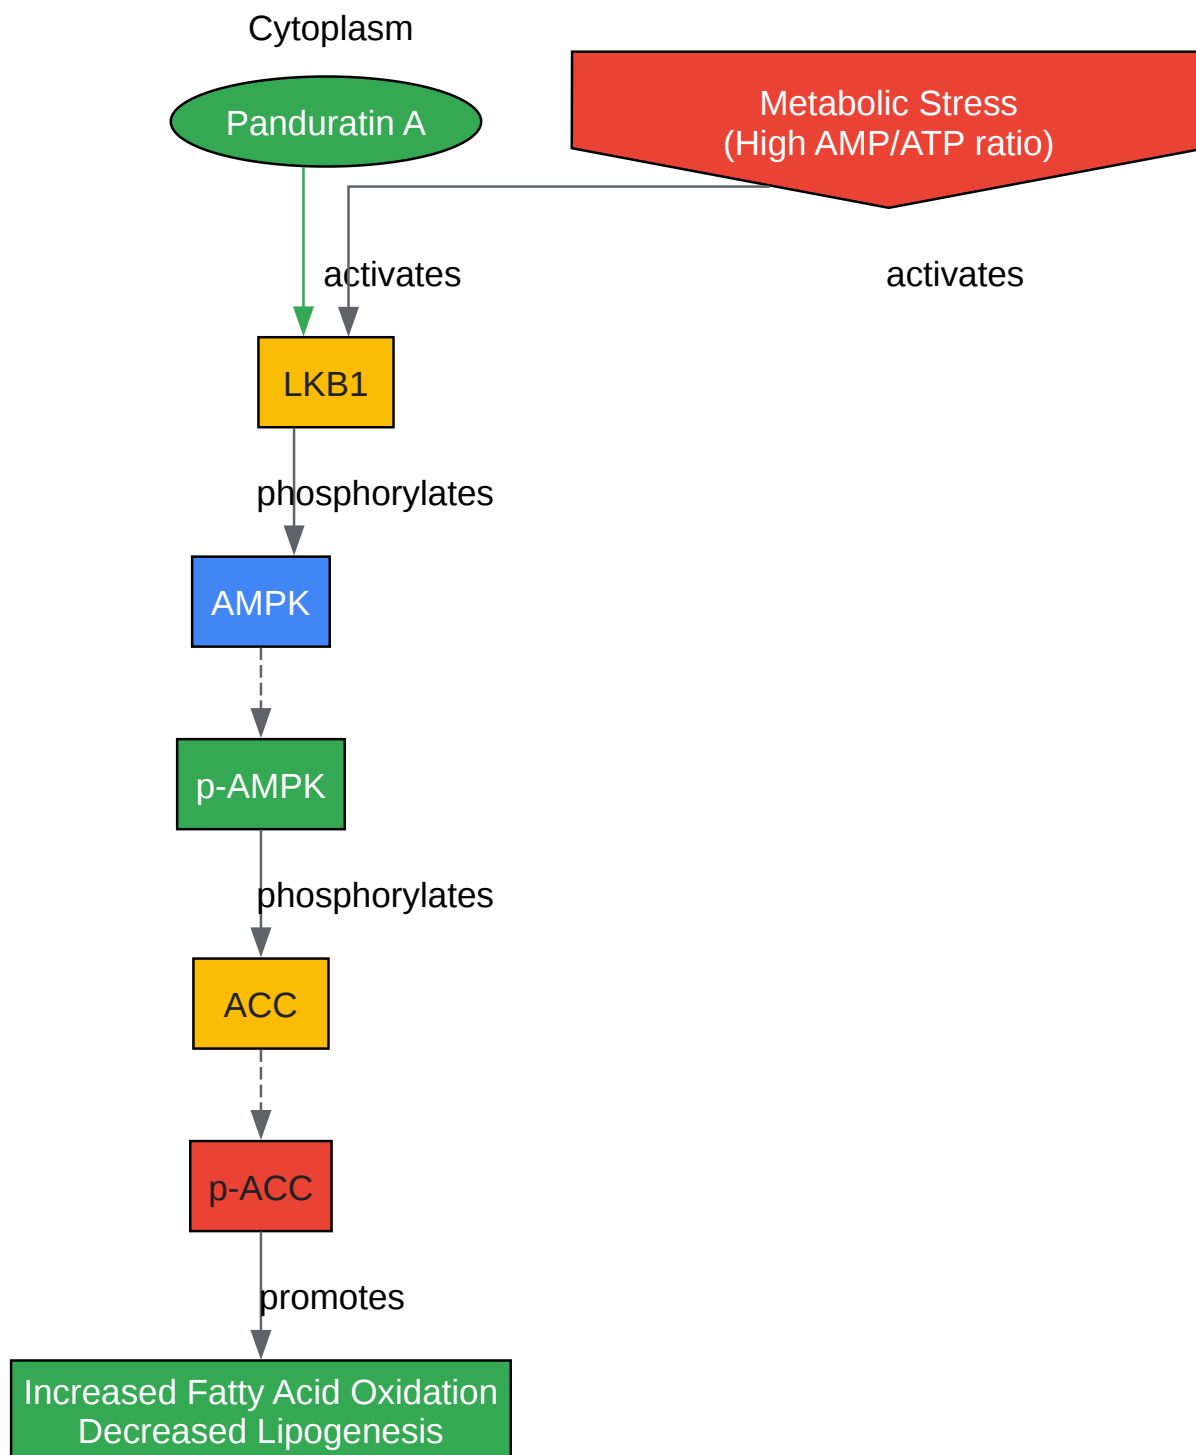 Cytoplasm
Panduratin A
Metabolic Stress
(High AMP/ATP ratio)
activates
activates
LKB1
phosphorylates
AMPK
p-AMPK
phosphorylates
ACC
p-ACC
promotes
Increased Fatty Acid Oxidation
Decreased Lipogenesis